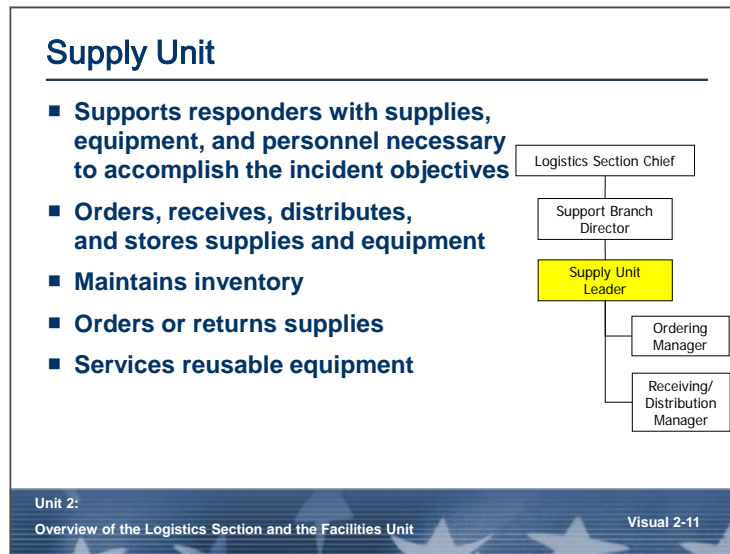 Supply Unit
■ Supports responders with supplies,
equipment, and personnel necessary
to accomplish the incident objectives
■ Orders, receives, distributes,
and stores supplies and equipment
■ Maintains inventory
■ Orders or returns supplies
■ Services reusable equipment
Logistics Section Chief
Support Branch
Director
Supply Unit
Leader
Ordering
Manager
Receiving/
Distribution
Manager
Unit 2:
Overview of the Logistics Section and the Facilities Unit
Visual 2-11